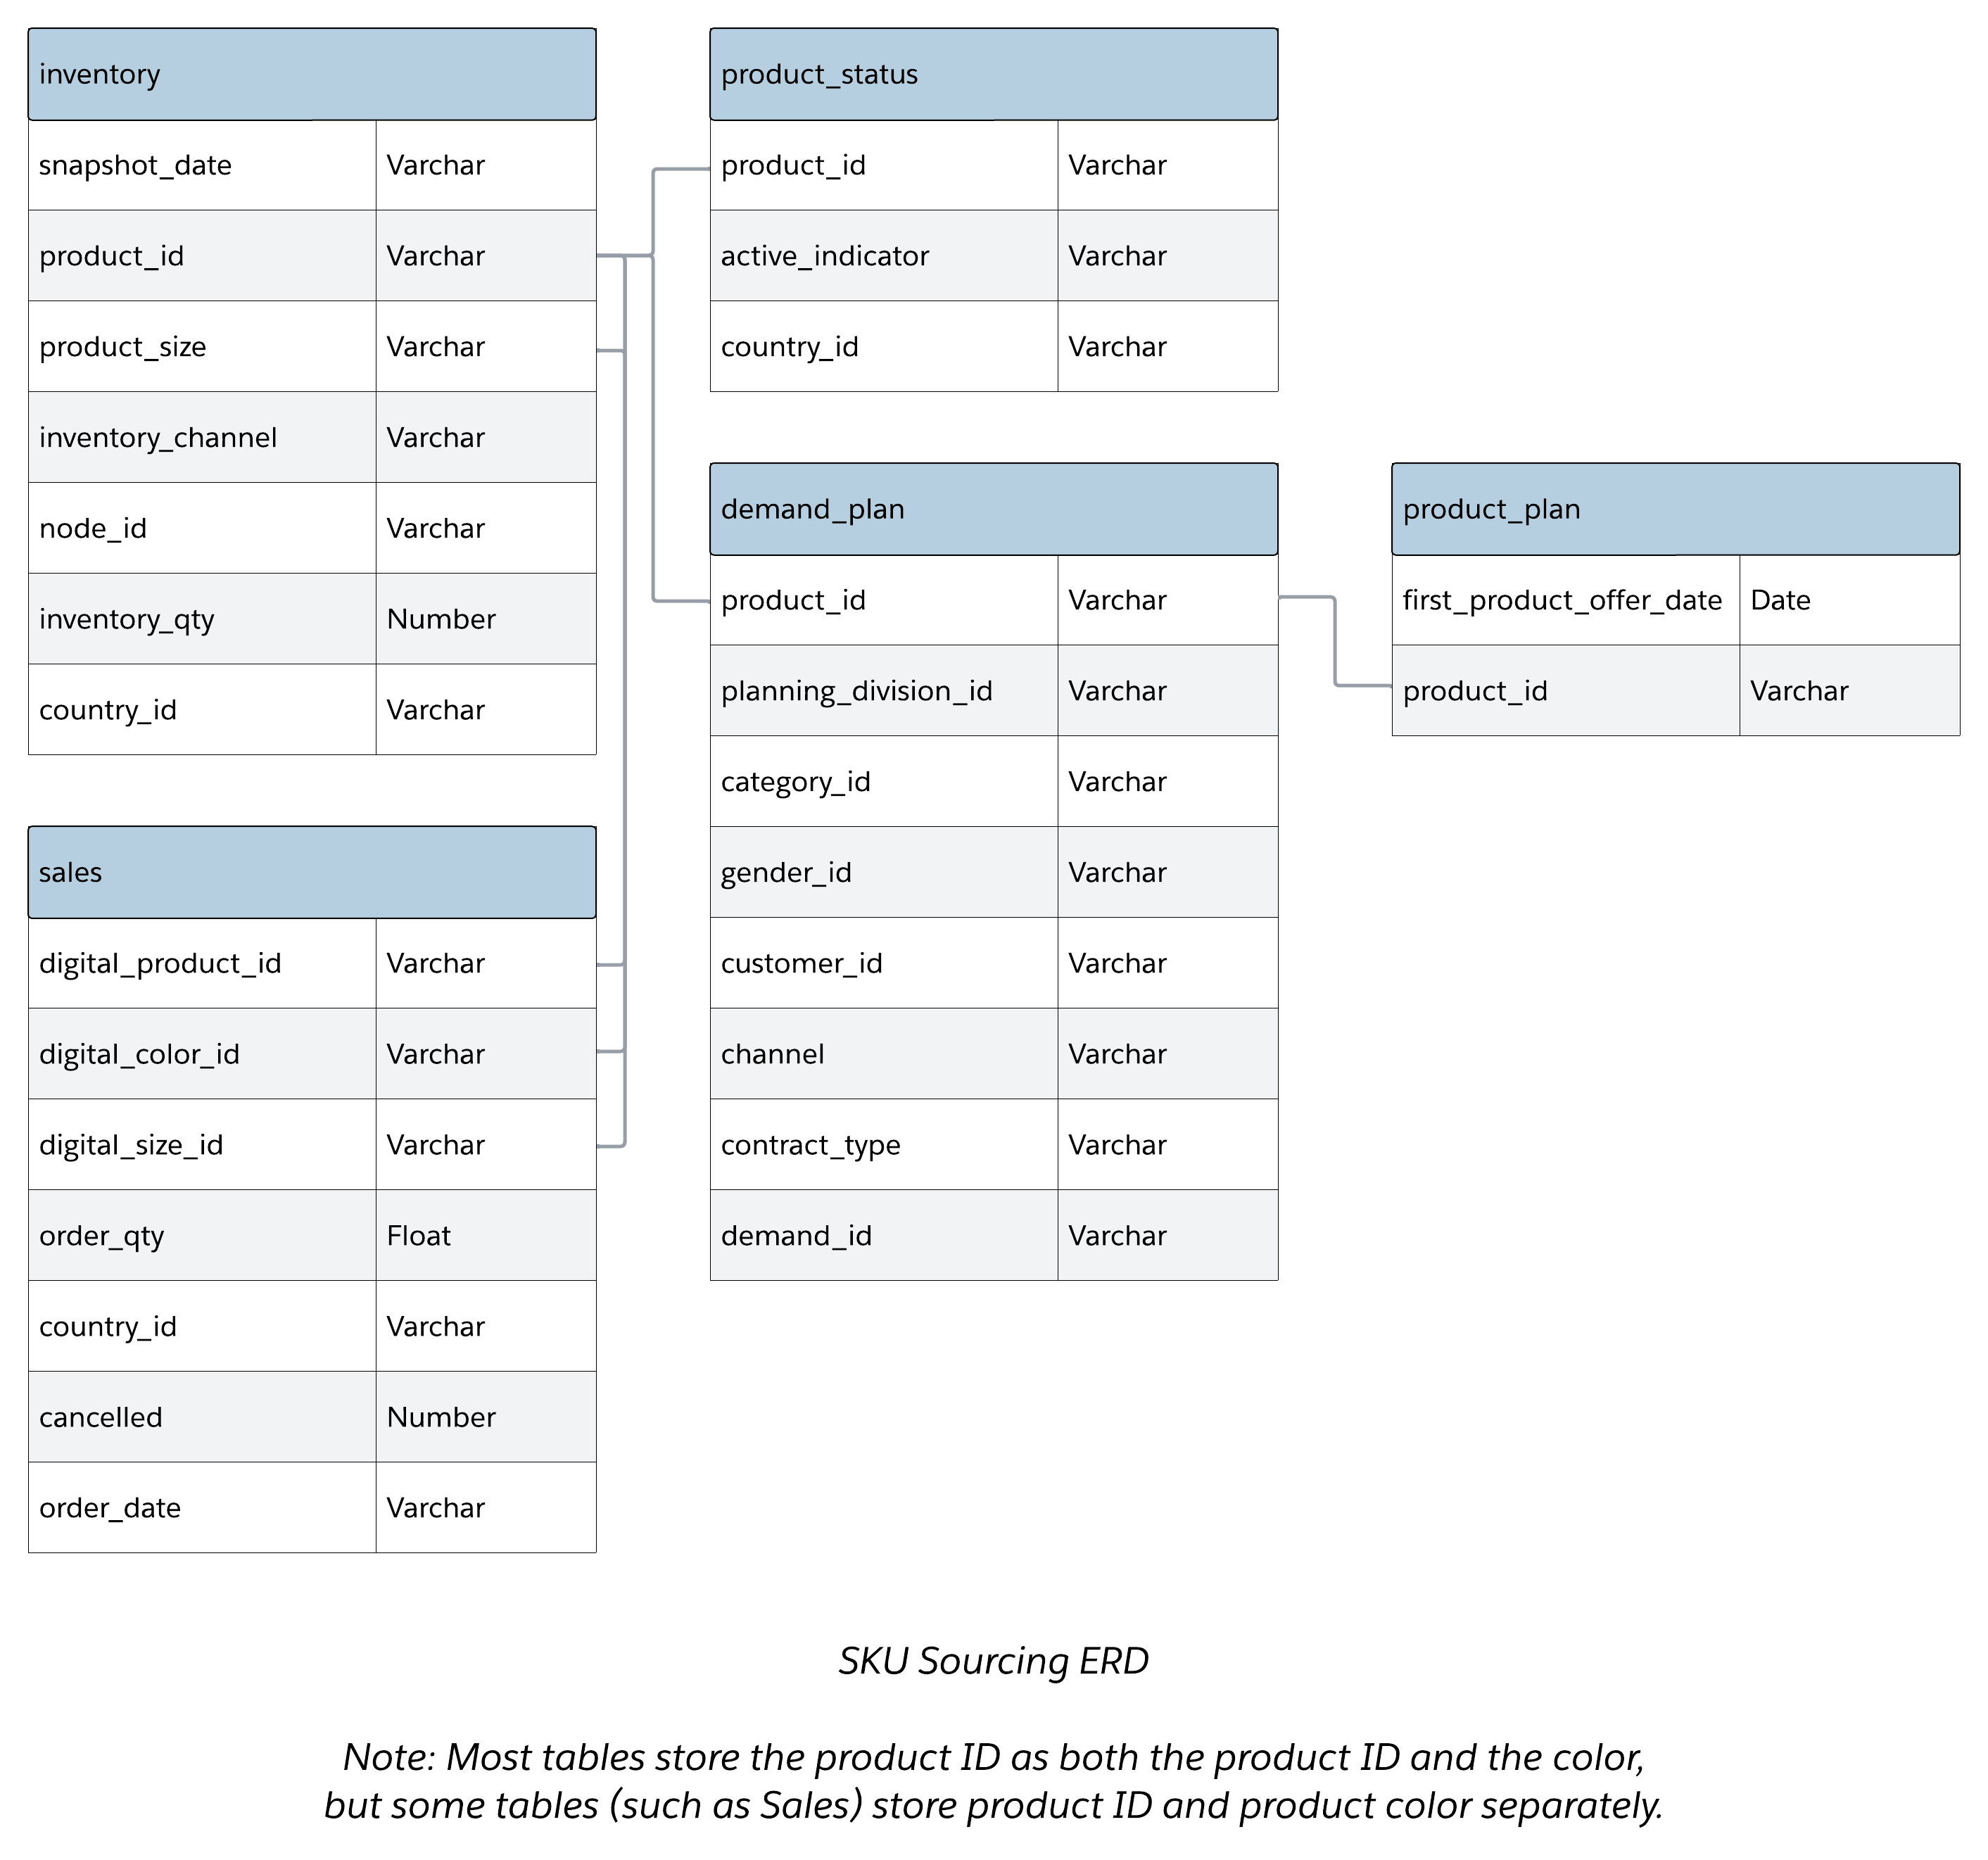 inventory
snapshot_date Varchar
product_id Varchar
product_size Varchar
inventory_channel Varchar
node_id Varchar
inventory_qty Number
country_id Varchar
product_status
product_id Varchar
active_indicator Varchar
country_id Varchar
demand_plan
product_id Varchar
planning_division_id Varchar
category_id Varchar
gender_id Varchar
customer_id Varchar
channel Varchar
contract_type Varchar
demand_id Varchar
product_plan
first_product_offer_date Date
product_id Varchar
sales
digital_product_id Varchar
digital_color_id Varchar
digital_size_id Varchar
order_qty Float
country_id Varchar
cancelled Number
order_date Varchar
SKU Sourcing ERD
Note: Most tables store the product ID as both the product ID and the color,
but some tables (such as Sales) store product ID and product color separately.